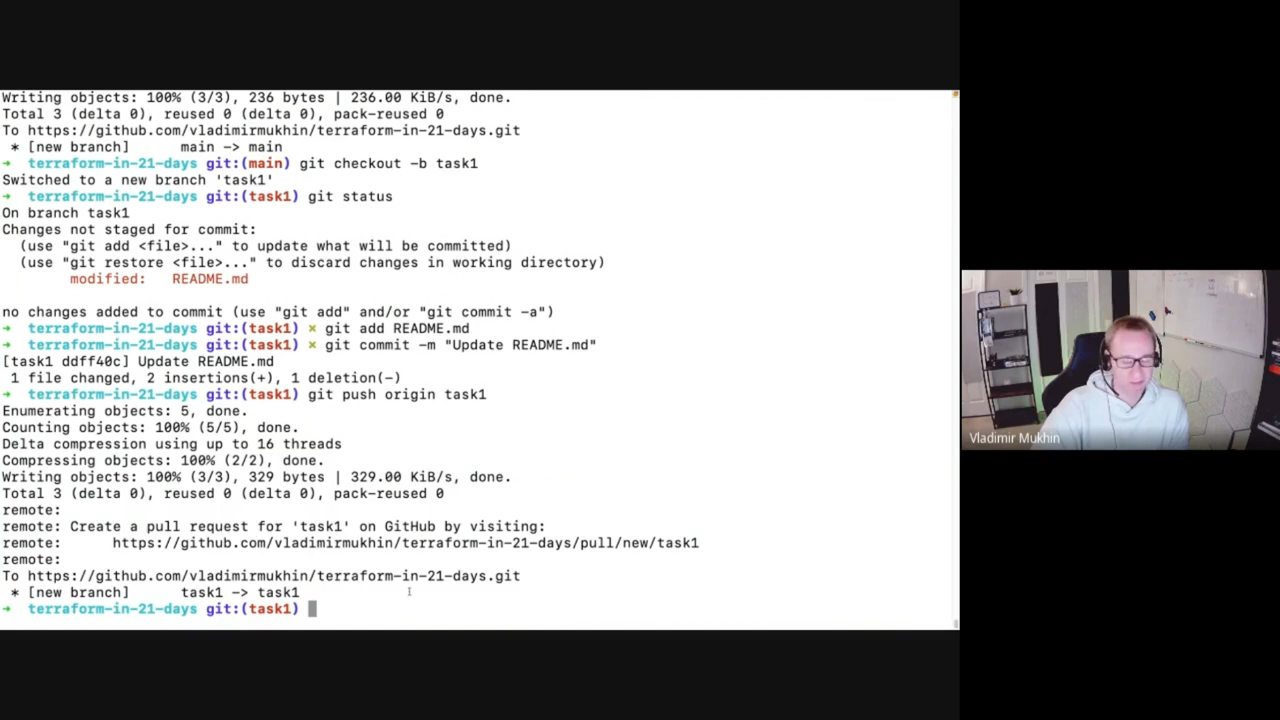 Writing objects: 100% (3/3), 236 bytes | 236.00 KiB/s, done.
Total 3 (delta 0), reused 0 (delta 0), pack-reused 0
To https://github.com/vladimirmukhin/terraform-in-21-days.git
 * [new branch]      main -> main
➜  terraform-in-21-days git:(main) git checkout -b task1
Switched to a new branch 'task1'
➜  terraform-in-21-days git:(task1) git status
On branch task1
Changes not staged for commit:
  (use "git add <file>..." to update what will be committed)
  (use "git restore <file>..." to discard changes in working directory)
        modified:   README.md

no changes added to commit (use "git add" and/or "git commit -a")
➜  terraform-in-21-days git:(task1) ✗ git add README.md
➜  terraform-in-21-days git:(task1) ✗ git commit -m "Update README.md"
[task1 ddff40c] Update README.md
 1 file changed, 2 insertions(+), 1 deletion(-)
➜  terraform-in-21-days git:(task1) git push origin task1
Enumerating objects: 5, done.
Counting objects: 100% (5/5), done.
Delta compression using up to 16 threads
Compressing objects: 100% (2/2), done.
Writing objects: 100% (3/3), 329 bytes | 329.00 KiB/s, done.
Total 3 (delta 0), reused 0 (delta 0), pack-reused 0
remote:
remote: Create a pull request for 'task1' on GitHub by visiting:
remote:      https://github.com/vladimirmukhin/terraform-in-21-days/pull/new/task1
remote:
To https://github.com/vladimirmukhin/terraform-in-21-days.git
 * [new branch]      task1 -> task1
➜  terraform-in-21-days git:(task1)
Vladimir Mukhin